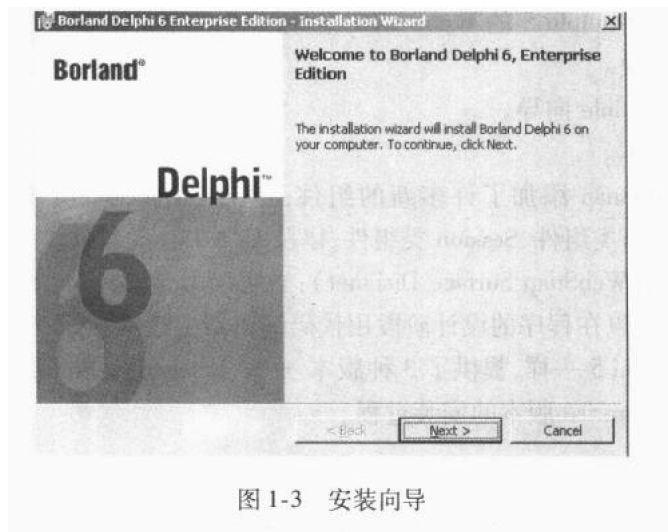 Borland Delphi 6 Enterprise Edition - Installation Wizard
Borland®
Welcome to Borland Delphi 6, Enterprise
Edition
The installation wizard will install Borland Delphi 6 on
your computer. To continue, click Next.
Delphi™
6
< Back
Next >
Cancel
图 1-3 安装向导